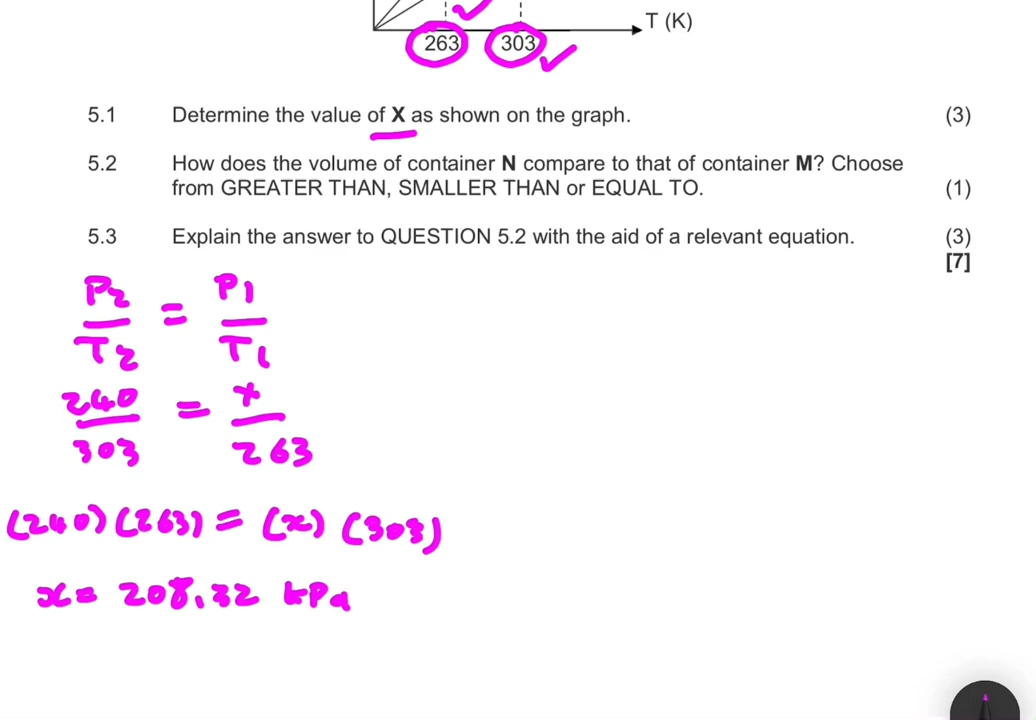 T (K)
263 303
5.1 Determine the value of X as shown on the graph. (3)
5.2 How does the volume of container N compare to that of container M? Choose
from GREATER THAN, SMALLER THAN or EQUAL TO. (1)
5.3 Explain the answer to QUESTION 5.2 with the aid of a relevant equation. (3)
[7]
P2 = P1
T2 T1
240 = x
303 263
(240)(263) = (x)(303)
x = 208,32 kPa